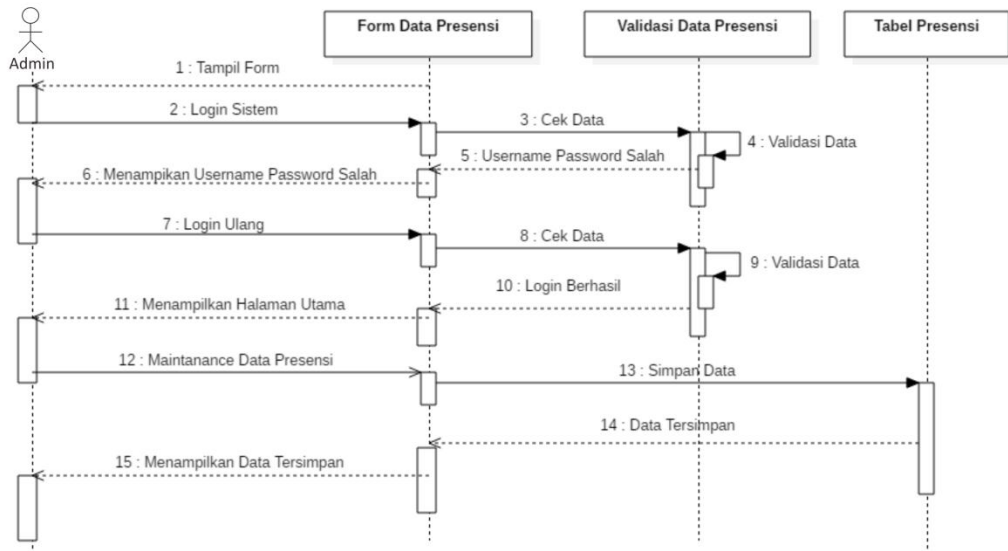 Form Data Presensi
Validasi Data Presensi
Tabel Presensi
Admin
1 : Tampil Form
2 : Login Sistem
3 : Cek Data
4 : Validasi Data
5 : Username Password Salah
6 : Menampikan Username Password Salah
7 : Login Ulang
8 : Cek Data
9 : Validasi Data
10 : Login Berhasil
11 : Menampilkan Halaman Utama
12 : Maintanance Data Presensi
13 : Simpan Data
14 : Data Tersimpan
15 : Menampilkan Data Tersimpan